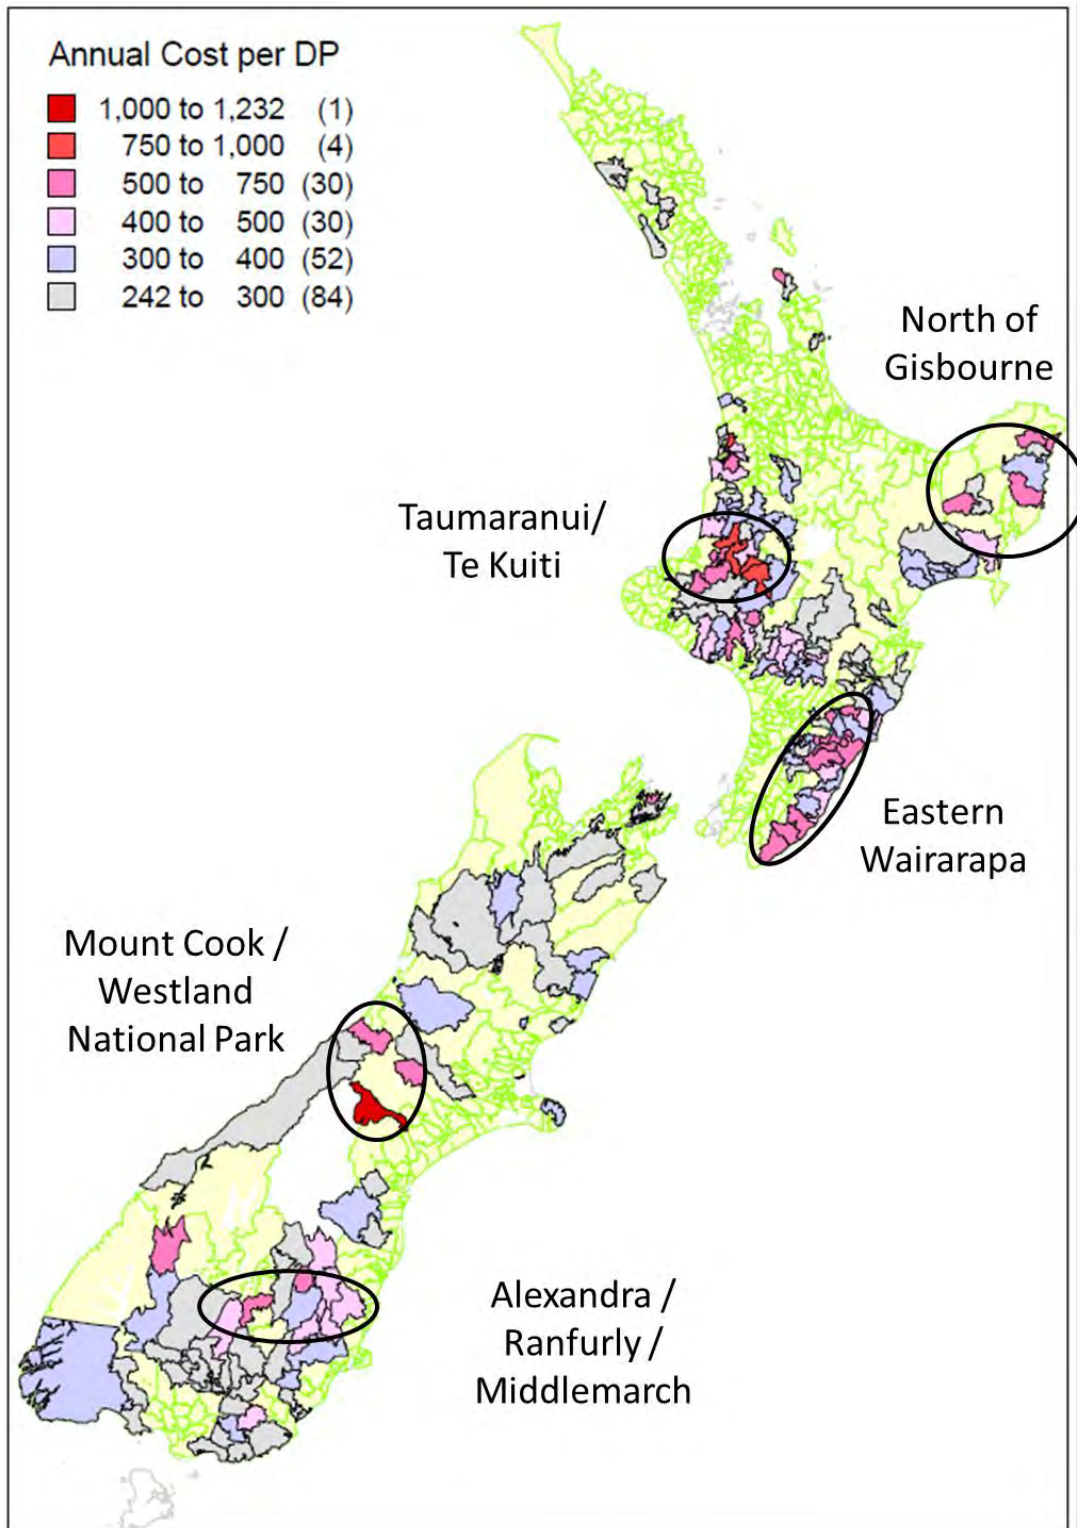 Annual Cost per DP
1,000 to 1,232 (1)
750 to 1,000 (4)
500 to 750 (30)
400 to 500 (30)
300 to 400 (52)
242 to 300 (84)
North of
Gisbourne
Taumaranui/
Te Kuiti
Eastern
Wairarapa
Mount Cook /
Westland
National Park
Alexandra /
Ranfurly /
Middlemarch